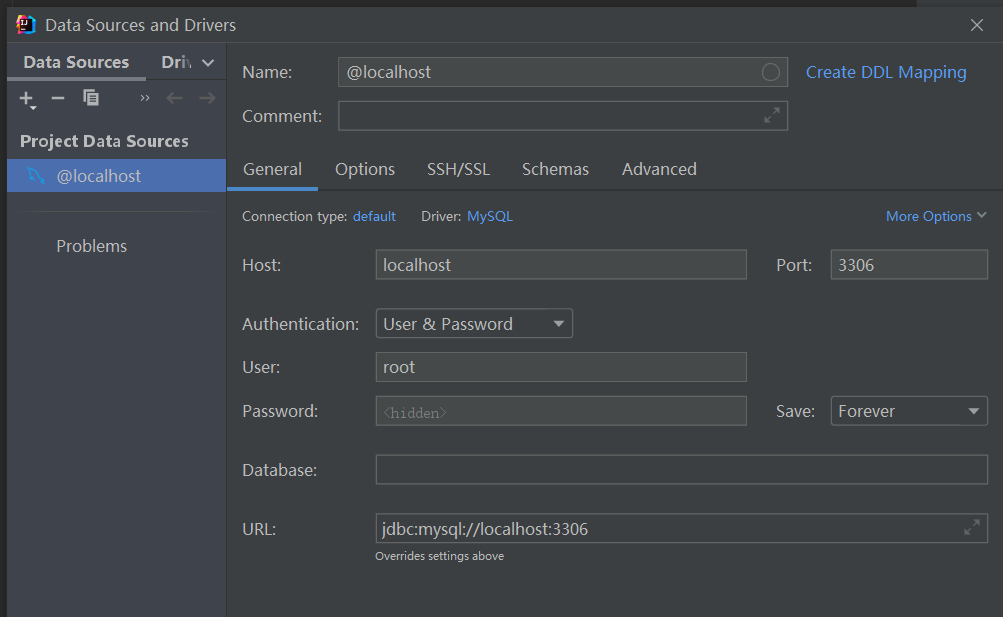 Data Sources and Drivers
Data Sources Driv
Name: @localhost Create DDL Mapping
Comment:
Project Data Sources
@localhost
Problems
General Options SSH/SSL Schemas Advanced
Connection type: default Driver: MySQL More Options
Host: localhost Port: 3306
Authentication: User & Password
User: root
Password: <hidden> Save: Forever
Database:
URL: jdbc:mysql://localhost:3306
Overrides settings above